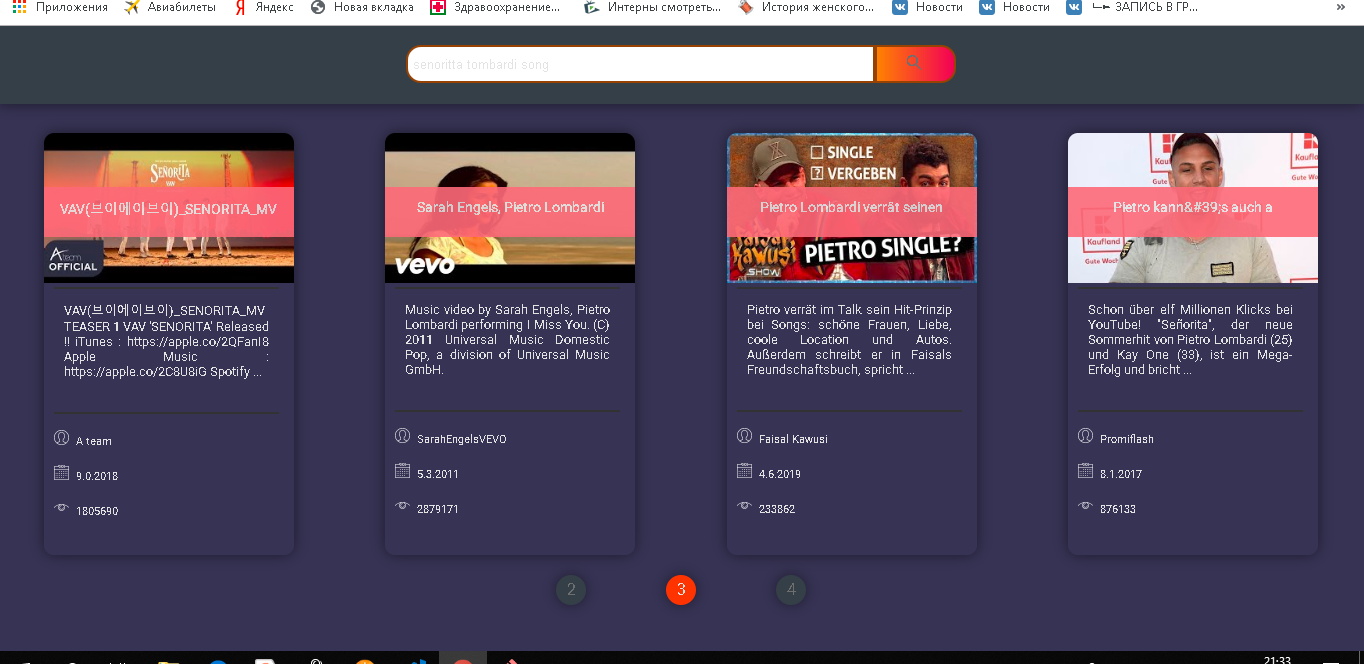 Приложения Авиабилеты Яндекс Новая вкладка Здравоохранение... Интерны смотреть... История женского... Новости Новости ЗАПИСЬ В ГР... »
senoritta tombardi song
SEÑORITA
VAV
VAV(브이에이브이)_SENORITA_MV
A team
OFFICIAL
VAV(브이에이브이)_SENORITA_MV
TEASER 1 VAV 'SENORITA' Released
!! iTunes : https://apple.co/2QFanI8
Apple Music :
https://apple.co/2C8U8iG Spotify ...
A team
9.0.2018
1805690
Sarah Engels, Pietro Lombardi
vevo
Music video by Sarah Engels, Pietro
Lombardi performing I Miss You. (C)
2011 Universal Music Domestic
Pop, a division of Universal Music
GmbH.
SarahEngelsVEVO
5.3.2011
2879171
SINGLE
VERGEBEN
Pietro Lombardi verrät seinen
Kawusi
SHOW
PIETRO SINGLE?
Pietro verrät im Talk sein Hit-Prinzip
bei Songs: schöne Frauen, Liebe,
coole Location und Autos.
Außerdem schreibt er in Faisals
Freundschaftsbuch, spricht ...
Faisal Kawusi
4.6.2019
233862
Kaufl
Gute
Kaufl
Gute Wo
Pietro kann&#39;s auch a
Kaufland
Gute Woc
Schon über elf Millionen Klicks bei
YouTube! "Señorita", der neue
Sommerhit von Pietro Lombardi (25)
und Kay One (33), ist ein Mega-
Erfolg und bricht ...
Promiflash
8.1.2017
876133
2 3 4
21:33